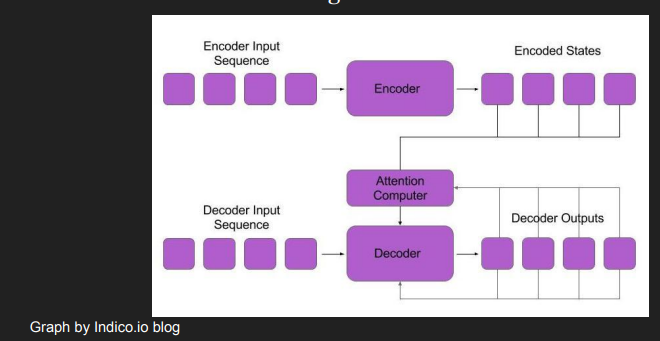 Encoder Input
Sequence
Encoder
Encoded States
Attention
Computer
Decoder Input
Sequence
Decoder
Decoder Outputs
Graph by Indico.io blog